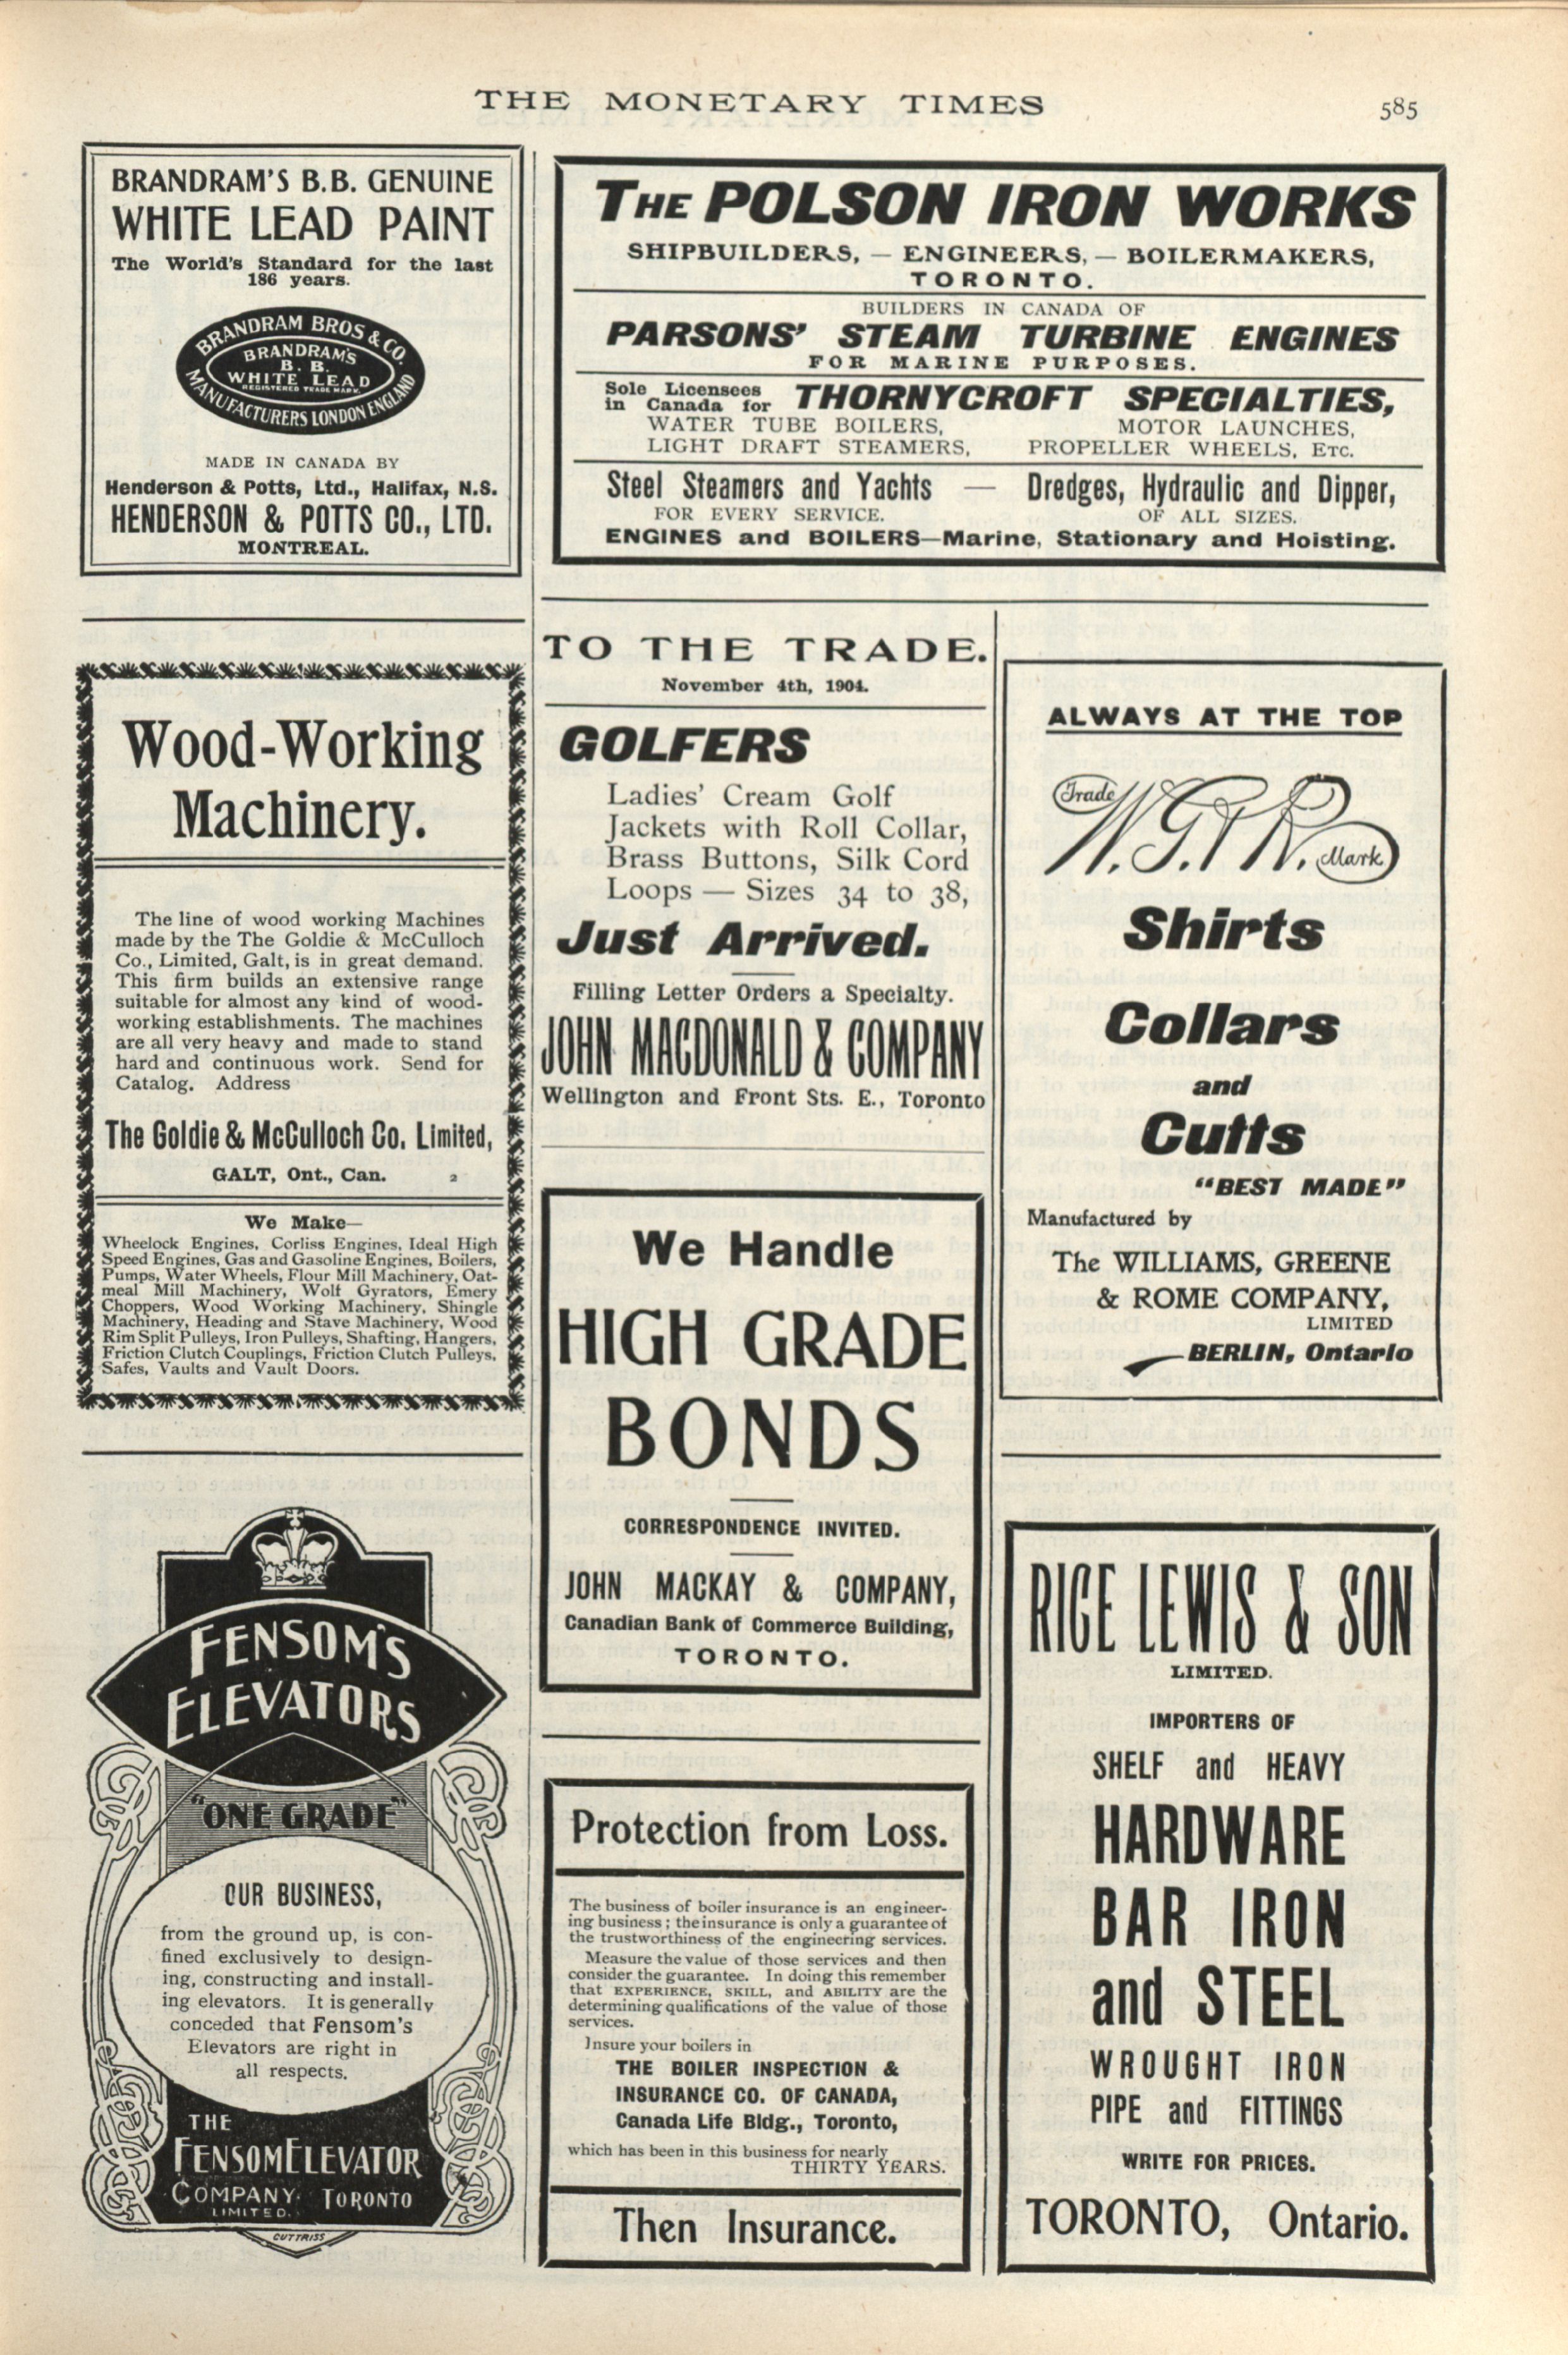 THE MONETARY TIMES
585
BRANDRAM'S B.B. GENUINE
WHITE LEAD PAINT
The World's Standard for the last
186 years.
BRANDRAM BROS & CO.
BRANDRAM'S
B. B.
WHITE LEAD
REGISTERED TRADE MARK.
MANUFACTURERS LONDON ENGLAND
MADE IN CANADA BY
Henderson & Potts, Ltd., Halifax, N.S.
HENDERSON & POTTS CO., LTD.
MONTREAL.
THE POLSON IRON WORKS
SHIPBUILDERS, — ENGINEERS, — BOILERMAKERS,
TORONTO.
BUILDERS IN CANADA OF
PARSONS' STEAM TURBINE ENGINES
FOR MARINE PURPOSES.
Sole Licensees
in Canada for THORNYCROFT SPECIALTIES,
WATER TUBE BOILERS, MOTOR LAUNCHES,
LIGHT DRAFT STEAMERS, PROPELLER WHEELS, ETC.
Steel Steamers and Yachts — Dredges, Hydraulic and Dipper,
FOR EVERY SERVICE. OF ALL SIZES.
ENGINES and BOILERS—Marine, Stationary and Hoisting.
Wood-Working
Machinery.
The line of wood working Machines
made by the The Goldie & McCulloch
Co., Limited, Galt, is in great demand.
This firm builds an extensive range
suitable for almost any kind of wood-
working establishments. The machines
are all very heavy and made to stand
hard and continuous work. Send for
Catalog. Address
The Goldie & McCulloch Co. Limited,
GALT, Ont., Can. 2
We Make—
Wheelock Engines, Corliss Engines, Ideal High
Speed Engines, Gas and Gasoline Engines, Boilers,
Pumps, Water Wheels, Flour Mill Machinery, Oat-
meal Mill Machinery, Wolf Gyrators, Emery
Choppers, Wood Working Machinery, Shingle
Machinery, Heading and Stave Machinery, Wood
Rim Split Pulleys, Iron Pulleys, Shafting, Hangers,
Friction Clutch Couplings, Friction Clutch Pulleys,
Safes, Vaults and Vault Doors.
FENSOM'S
ELEVATORS
"ONE GRADE"
OUR BUSINESS,
from the ground up, is con-
fined exclusively to design-
ing, constructing and install-
ing elevators. It is generally
conceded that Fensom's
Elevators are right in
all respects.
THE
FENSOM ELEVATOR
COMPANY TORONTO
LIMITED.
CUTTRISS
TO THE TRADE.
November 4th, 1904.
GOLFERS
Ladies' Cream Golf
Jackets with Roll Collar,
Brass Buttons, Silk Cord
Loops — Sizes 34 to 38,
Just Arrived.
Filling Letter Orders a Specialty.
JOHN MACDONALD & COMPANY
Wellington and Front Sts. E., Toronto
We Handle
HIGH GRADE
BONDS
CORRESPONDENCE INVITED.
JOHN MACKAY & COMPANY,
Canadian Bank of Commerce Building,
TORONTO.
Protection from Loss.
The business of boiler insurance is an engineer-
ing business; the insurance is only a guarantee of
the trustworthiness of the engineering services.
Measure the value of those services and then
consider the guarantee. In doing this remember
that EXPERIENCE, SKILL, and ABILITY are the
determining qualifications of the value of those
services.
Insure your boilers in
THE BOILER INSPECTION &
INSURANCE CO. OF CANADA,
Canada Life Bldg., Toronto,
which has been in this business for nearly
THIRTY YEARS.
Then Insurance.
ALWAYS AT THE TOP
Trade W. G. & R. Mark
Shirts
Collars
and
Cuffs
"BEST MADE"
Manufactured by
The WILLIAMS, GREENE
& ROME COMPANY,
LIMITED
BERLIN, Ontario
RICE LEWIS & SON
LIMITED.
IMPORTERS OF
SHELF and HEAVY
HARDWARE
BAR IRON
and STEEL
WROUGHT IRON
PIPE and FITTINGS
WRITE FOR PRICES.
TORONTO, Ontario.